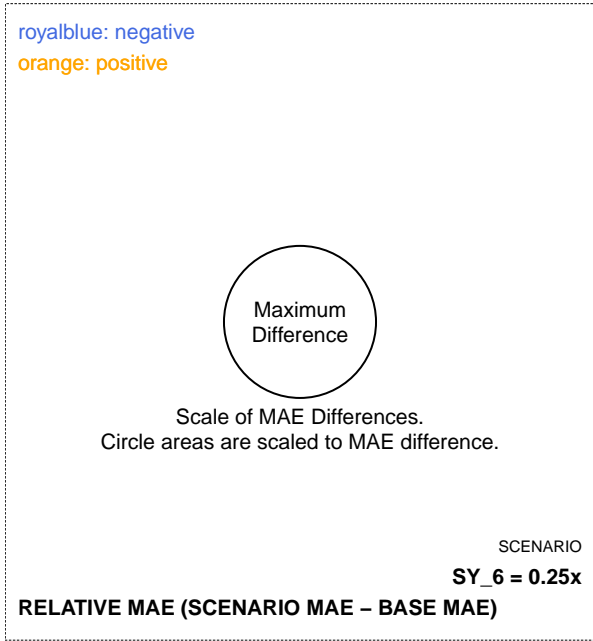 royalblue: negative
orange: positive
Maximum
Difference
Scale of MAE Differences.
Circle areas are scaled to MAE difference.
SCENARIO
SY_6 = 0.25x
RELATIVE MAE (SCENARIO MAE − BASE MAE)